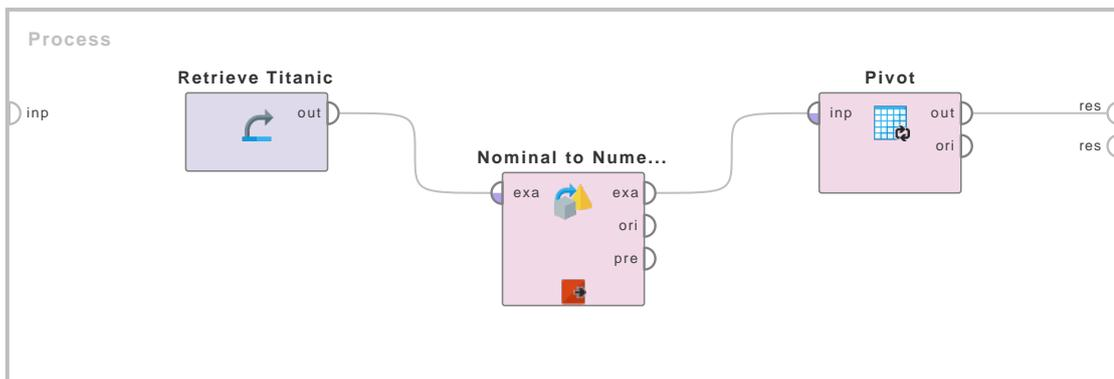 Process
Retrieve Titanic
Pivot
inp
out
inp
out
res
ori
res
Nominal to Nume...
exa
exa
ori
pre